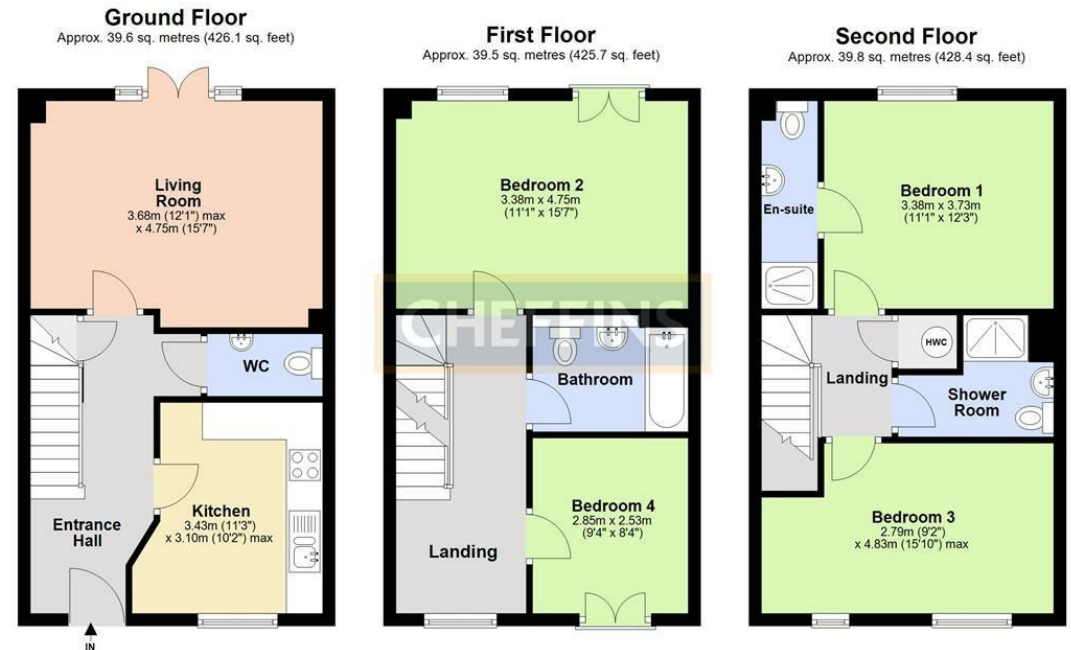 Ground Floor
Approx. 39.6 sq. metres (426.1 sq. feet)
Living
Room
3.68m (12'1") max
x 4.75m (15'7")
WC
Kitchen
3.43m (11'3")
x 3.10m (10'2") max
Entrance
Hall
IN
First Floor
Approx. 39.5 sq. metres (425.7 sq. feet)
Bedroom 2
3.38m x 4.75m
(11'1" x 15'7")
CHEFFINS
Bathroom
Bedroom 4
2.85m x 2.53m
(9'4" x 8'4")
Landing
Second Floor
Approx. 39.8 sq. metres (428.4 sq. feet)
En-suite
Bedroom 1
3.38m x 3.73m
(11'1" x 12'3")
HWC
Landing
Shower
Room
Bedroom 3
2.79m (9'2")
x 4.83m (15'10") max